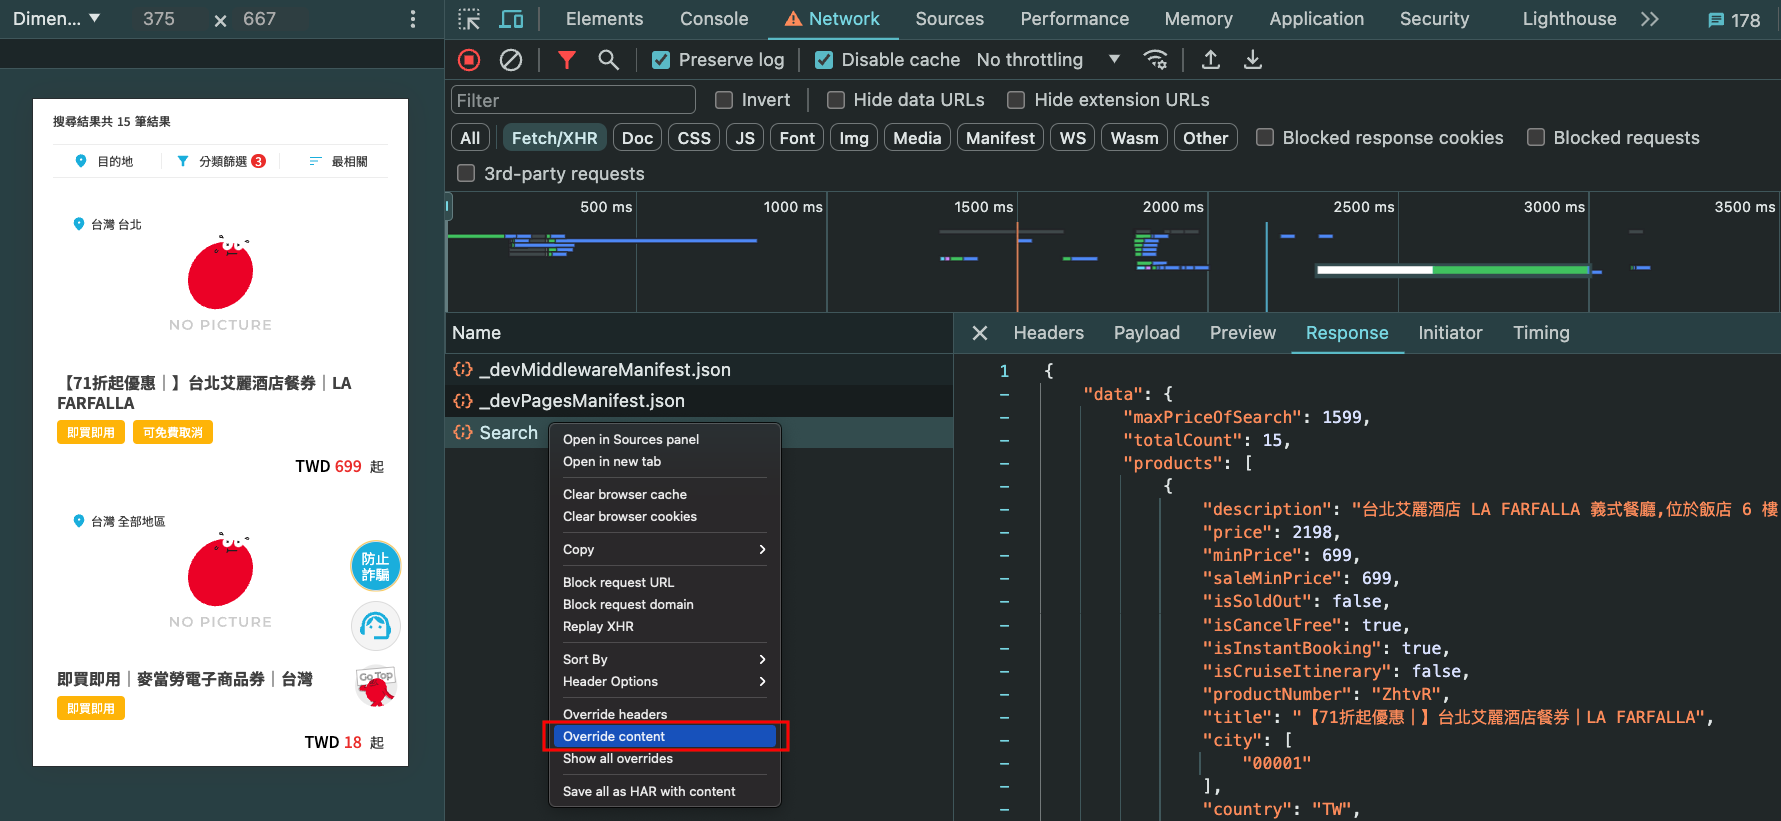 Dimen... ▼ 375 × 667
搜尋結果共 15 筆結果
目的地 分類篩選 3 最相關
台灣 台北
NO PICTURE
【71折起優惠｜】台北艾麗酒店餐券｜LA
FARFALLA
即買即用 可免費取消
TWD 699 起
台灣 全部地區
NO PICTURE
防止
詐騙
Go Top
即買即用｜麥當勞電子商品券｜台灣
即買即用
TWD 18 起
Elements Console Network Sources Performance Memory Application Security Lighthouse 178
Preserve log Disable cache No throttling ▼
Filter Invert Hide data URLs Hide extension URLs
All Fetch/XHR Doc CSS JS Font Img Media Manifest WS Wasm Other Blocked response cookies Blocked requests
3rd-party requests
500 ms 1000 ms 1500 ms 2000 ms 2500 ms 3000 ms 3500 ms
Name
_devMiddlewareManifest.json
_devPagesManifest.json
Search
Open in Sources panel
Open in new tab
Clear browser cache
Clear browser cookies
Copy
Block request URL
Block request domain
Replay XHR
Sort By
Header Options
Override headers
Override content
Show all overrides
Save all as HAR with content
Headers Payload Preview Response Initiator Timing
1 {
– "data": {
– "maxPriceOfSearch": 1599,
– "totalCount": 15,
– "products": [
– {
– "description": "台北艾麗酒店 LA FARFALLA 義式餐廳,位於飯店 6 樓
– "price": 2198,
– "minPrice": 699,
– "saleMinPrice": 699,
– "isSoldOut": false,
– "isCancelFree": true,
– "isInstantBooking": true,
– "isCruiseItinerary": false,
– "productNumber": "ZhtvR",
– "title": "【71折起優惠｜】台北艾麗酒店餐券｜LA FARFALLA",
– "city": [
– "00001"
– ],
– "country": "TW",